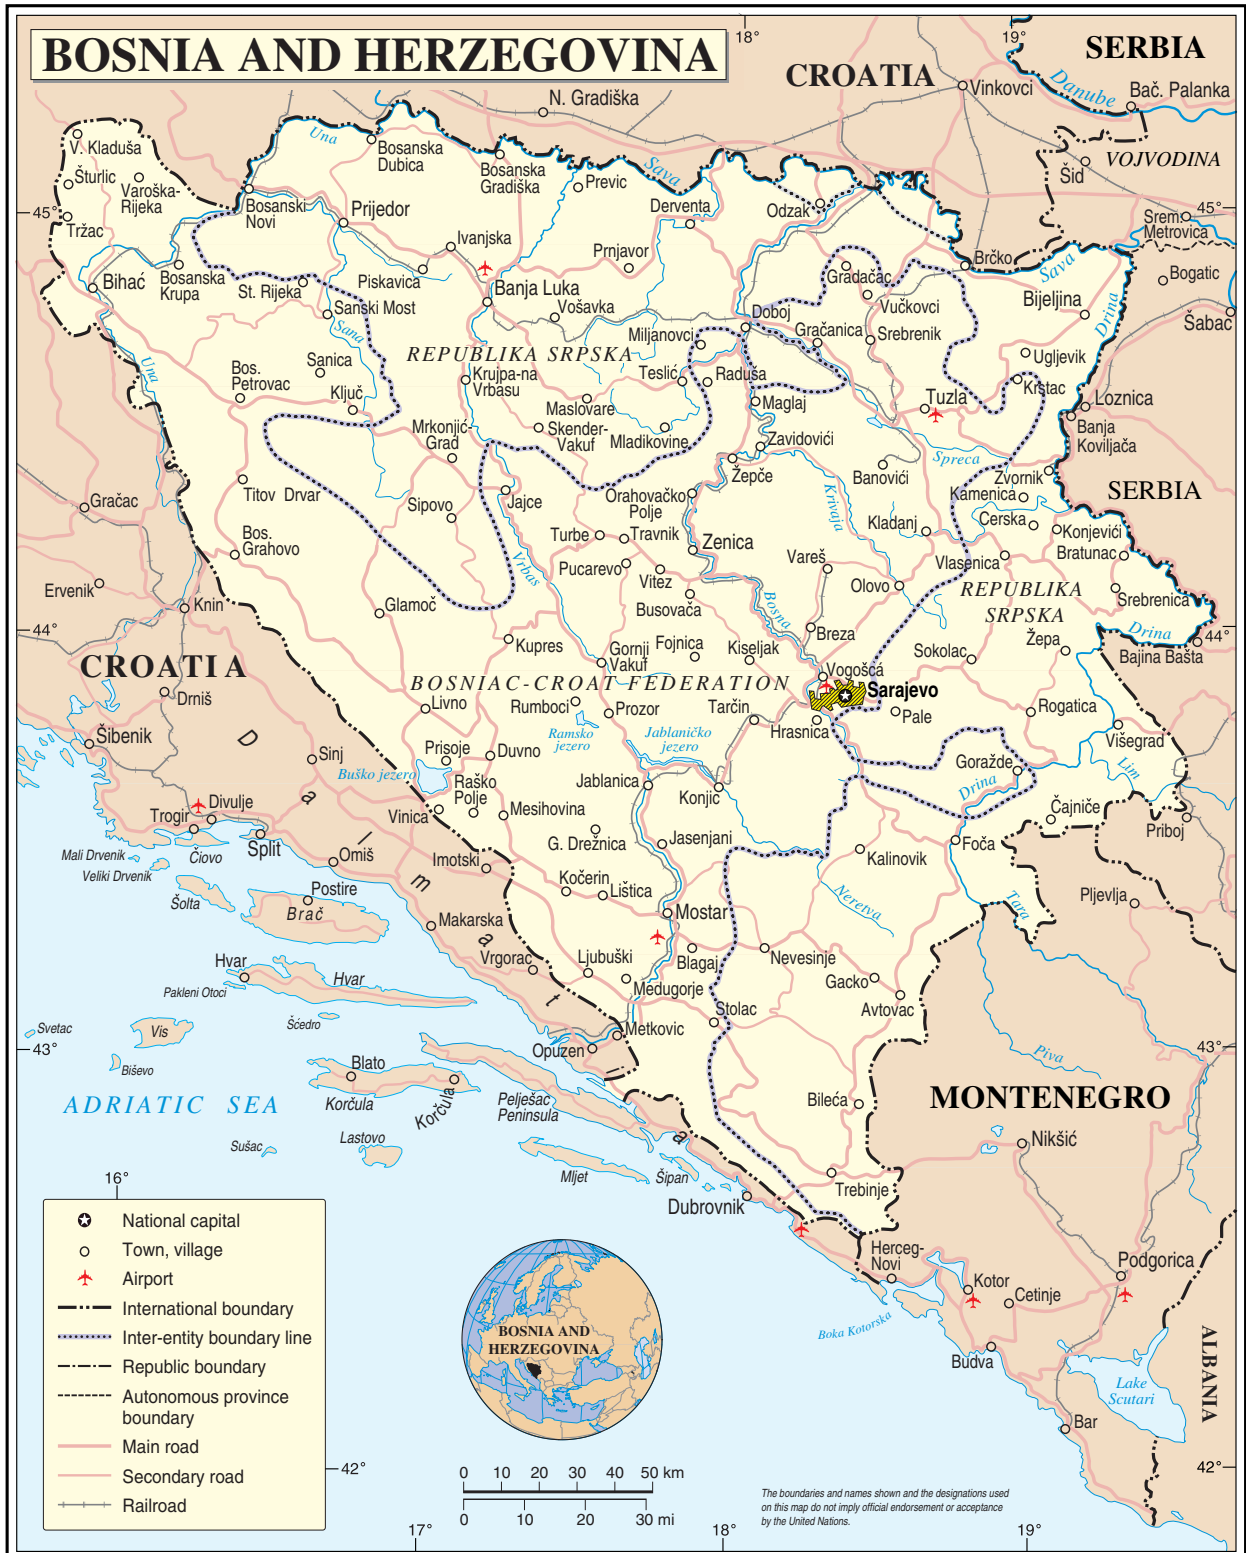 BOSNIA AND HERZEGOVINA
18°
19°
SERBIA
CROATIA
Vinkovci
Danube
Bač. Palanka
N. Gradiška
V. Kladuša
Una
Bosanska
Dubica
Bosanska
Gradiška
Previc
Sava
VOJVODINA
Šid
Šturlic
Varoška-
Rijeka
Bosanski
Novi
Prijedor
Derventa
Odzak
45°
45°
Srem.
Metrovica
Tržac
Ivanjska
Prnjavor
Brčko
Sava
Bogatic
Bihać
Bosanska
Krupa
St. Rijeka
Piskavica
Banja Luka
Gradačac
Vučkovci
Bijeljina
Drina
Šabac
Sanski Most
Sana
Vošavka
Doboj
Gračanica
Srebrenik
Miljanovci
REPUBLIKA SRPSKA
Ugljevik
Una
Sanica
Bos.
Petrovac
Ključ
Krujpa-na
Vrbasu
Teslić
Raduša
Krstac
Tuzla
Loznica
Maslovare
Maglaj
Banja
Koviljača
Mrkonjić-
Grad
Skender-
Vakuf
Mladikovine
Zavidovići
Spreca
Žepče
Banovići
Zvornik
Kamenica
Titov Drvar
Sipovo
Jajce
Orahovačko
Polje
Krivaja
SERBIA
Gračac
Kladanj
Cerska
Konjevići
Bos.
Grahovo
Turbe
Travnik
Zenica
Bratunac
Vareš
Vlasenica
Vrbas
Pucarevo
Vitez
Olovo
Ervenik
REPUBLIKA
SRPSKA
Busovača
Bosna
Srebrenica
Knin
Glamoč
Drina
44°
44°
Breza
Žepa
Kupres
Gornji
Vakuf
Fojnica
Kiseljak
Sokolac
Bajina Bašta
CROATIA
Vogošcá
BOSNIAC-CROAT FEDERATION
Sarajevo
Drniš
Livno
Rumboci
Prozor
Tarčin
Pale
Rogatica
Hrasnica
Šibenik
Ramsko
jezero
Jablaničko
jezero
Višegrad
Sinj
Prisoje
Duvno
Goražde
Lim
Buško jezero
Raško
Polje
Jablanica
Drina
Konjic
Divulje
Trogir
Vinica
Mesihovina
Čajniče
Priboj
Split
G. Drežnica
Jasenjani
Foča
Mali Drvenik
Čiovo
Veliki Drvenik
Omiš
Imotski
Kalinovik
Kočerin
Lištica
Šolta
Postire
Brač
Neretva
Tara
Pljevlja
Makarska
Mostar
Dalmatia
Hvar
Hvar
Vrgorac
Ljubuški
Blagaj
Nevesinje
Gacko
Pakleni Otoci
Medugorje
Avtovac
Šćedro
Stolac
Svetac
Vis
Metkovic
Opuzen
43°
43°
Biševo
Blato
Piva
ADRIATIC SEA
Korčula
Korčula
Pelješac
Peninsula
Bileća
MONTENEGRO
Sušac
Lastovo
Nikšić
Mljet
Šipan
16°
Dubrovnik
Trebinje
National capital
Town, village
Airport
International boundary
Inter-entity boundary line
Republic boundary
Autonomous province
boundary
Main road
Secondary road
Railroad
Herceg-
Novi
Podgorica
Kotor
Cetinje
Boka Kotorska
BOSNIA AND
HERZEGOVINA
Budva
ALBANIA
Lake
Scutari
Bar
42°
42°
0 10 20 30 40 50 km
0 10 20 30 mi
The boundaries and names shown and the designations used
on this map do not imply official endorsement or acceptance
by the United Nations.
17°
18°
19°